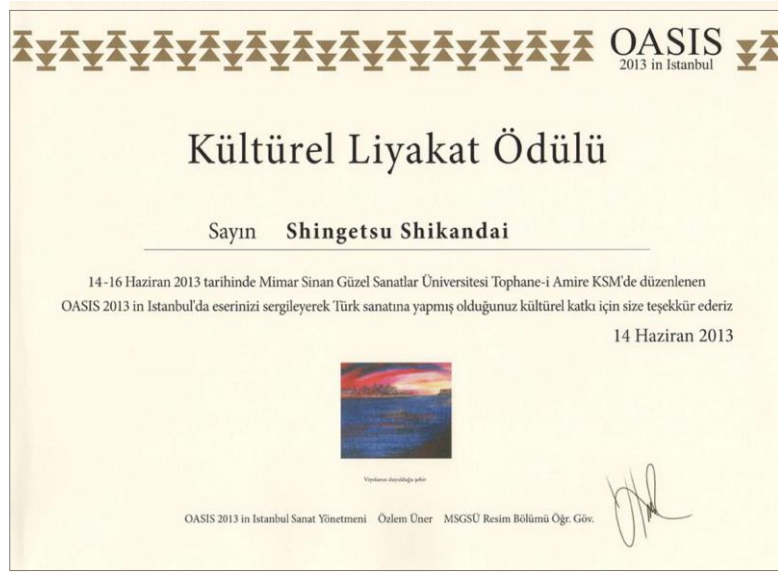 OASIS
2013 in Istanbul
Kültürel Liyakat Ödülü
Sayın Shingetsu Shikandai
14-16 Haziran 2013 tarihinde Mimar Sinan Güzel Sanatlar Üniversitesi Tophane-i Amire KSM'de düzenlenen
OASIS 2013 in Istanbul'da eserinizi sergileyerek Türk sanatına yapmış olduğunuz kültürel katkı için size teşekkür ederiz
14 Haziran 2013
Viyolanın duyulduğu şehir
OASIS 2013 in Istanbul Sanat Yönetmeni Özlem Üner MSGSÜ Resim Bölümü Öğr. Göv.